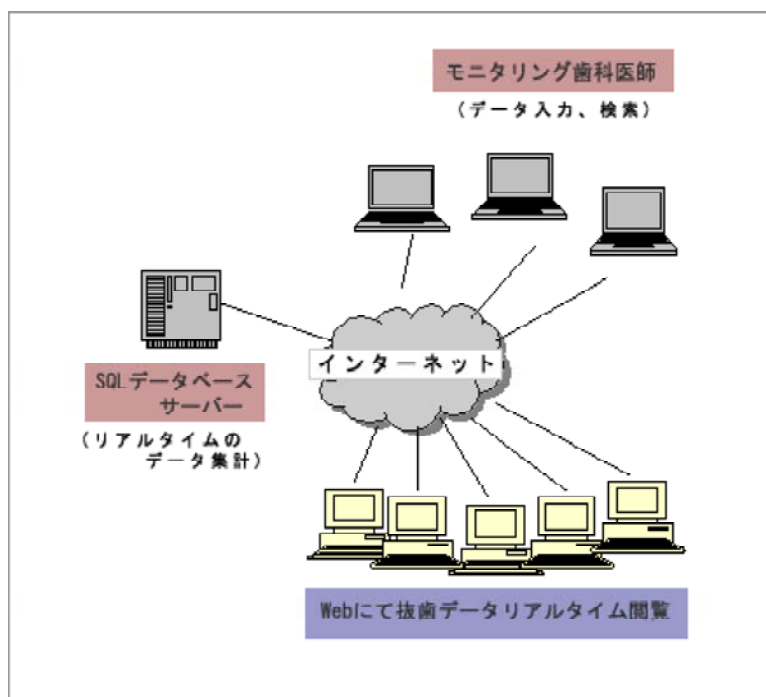 モニタリング歯科医師
（データ入力、検索）
インターネット
SQLデータベース
サーバー
（リアルタイムの
データ集計）
Webにて抜歯データリアルタイム閲覧